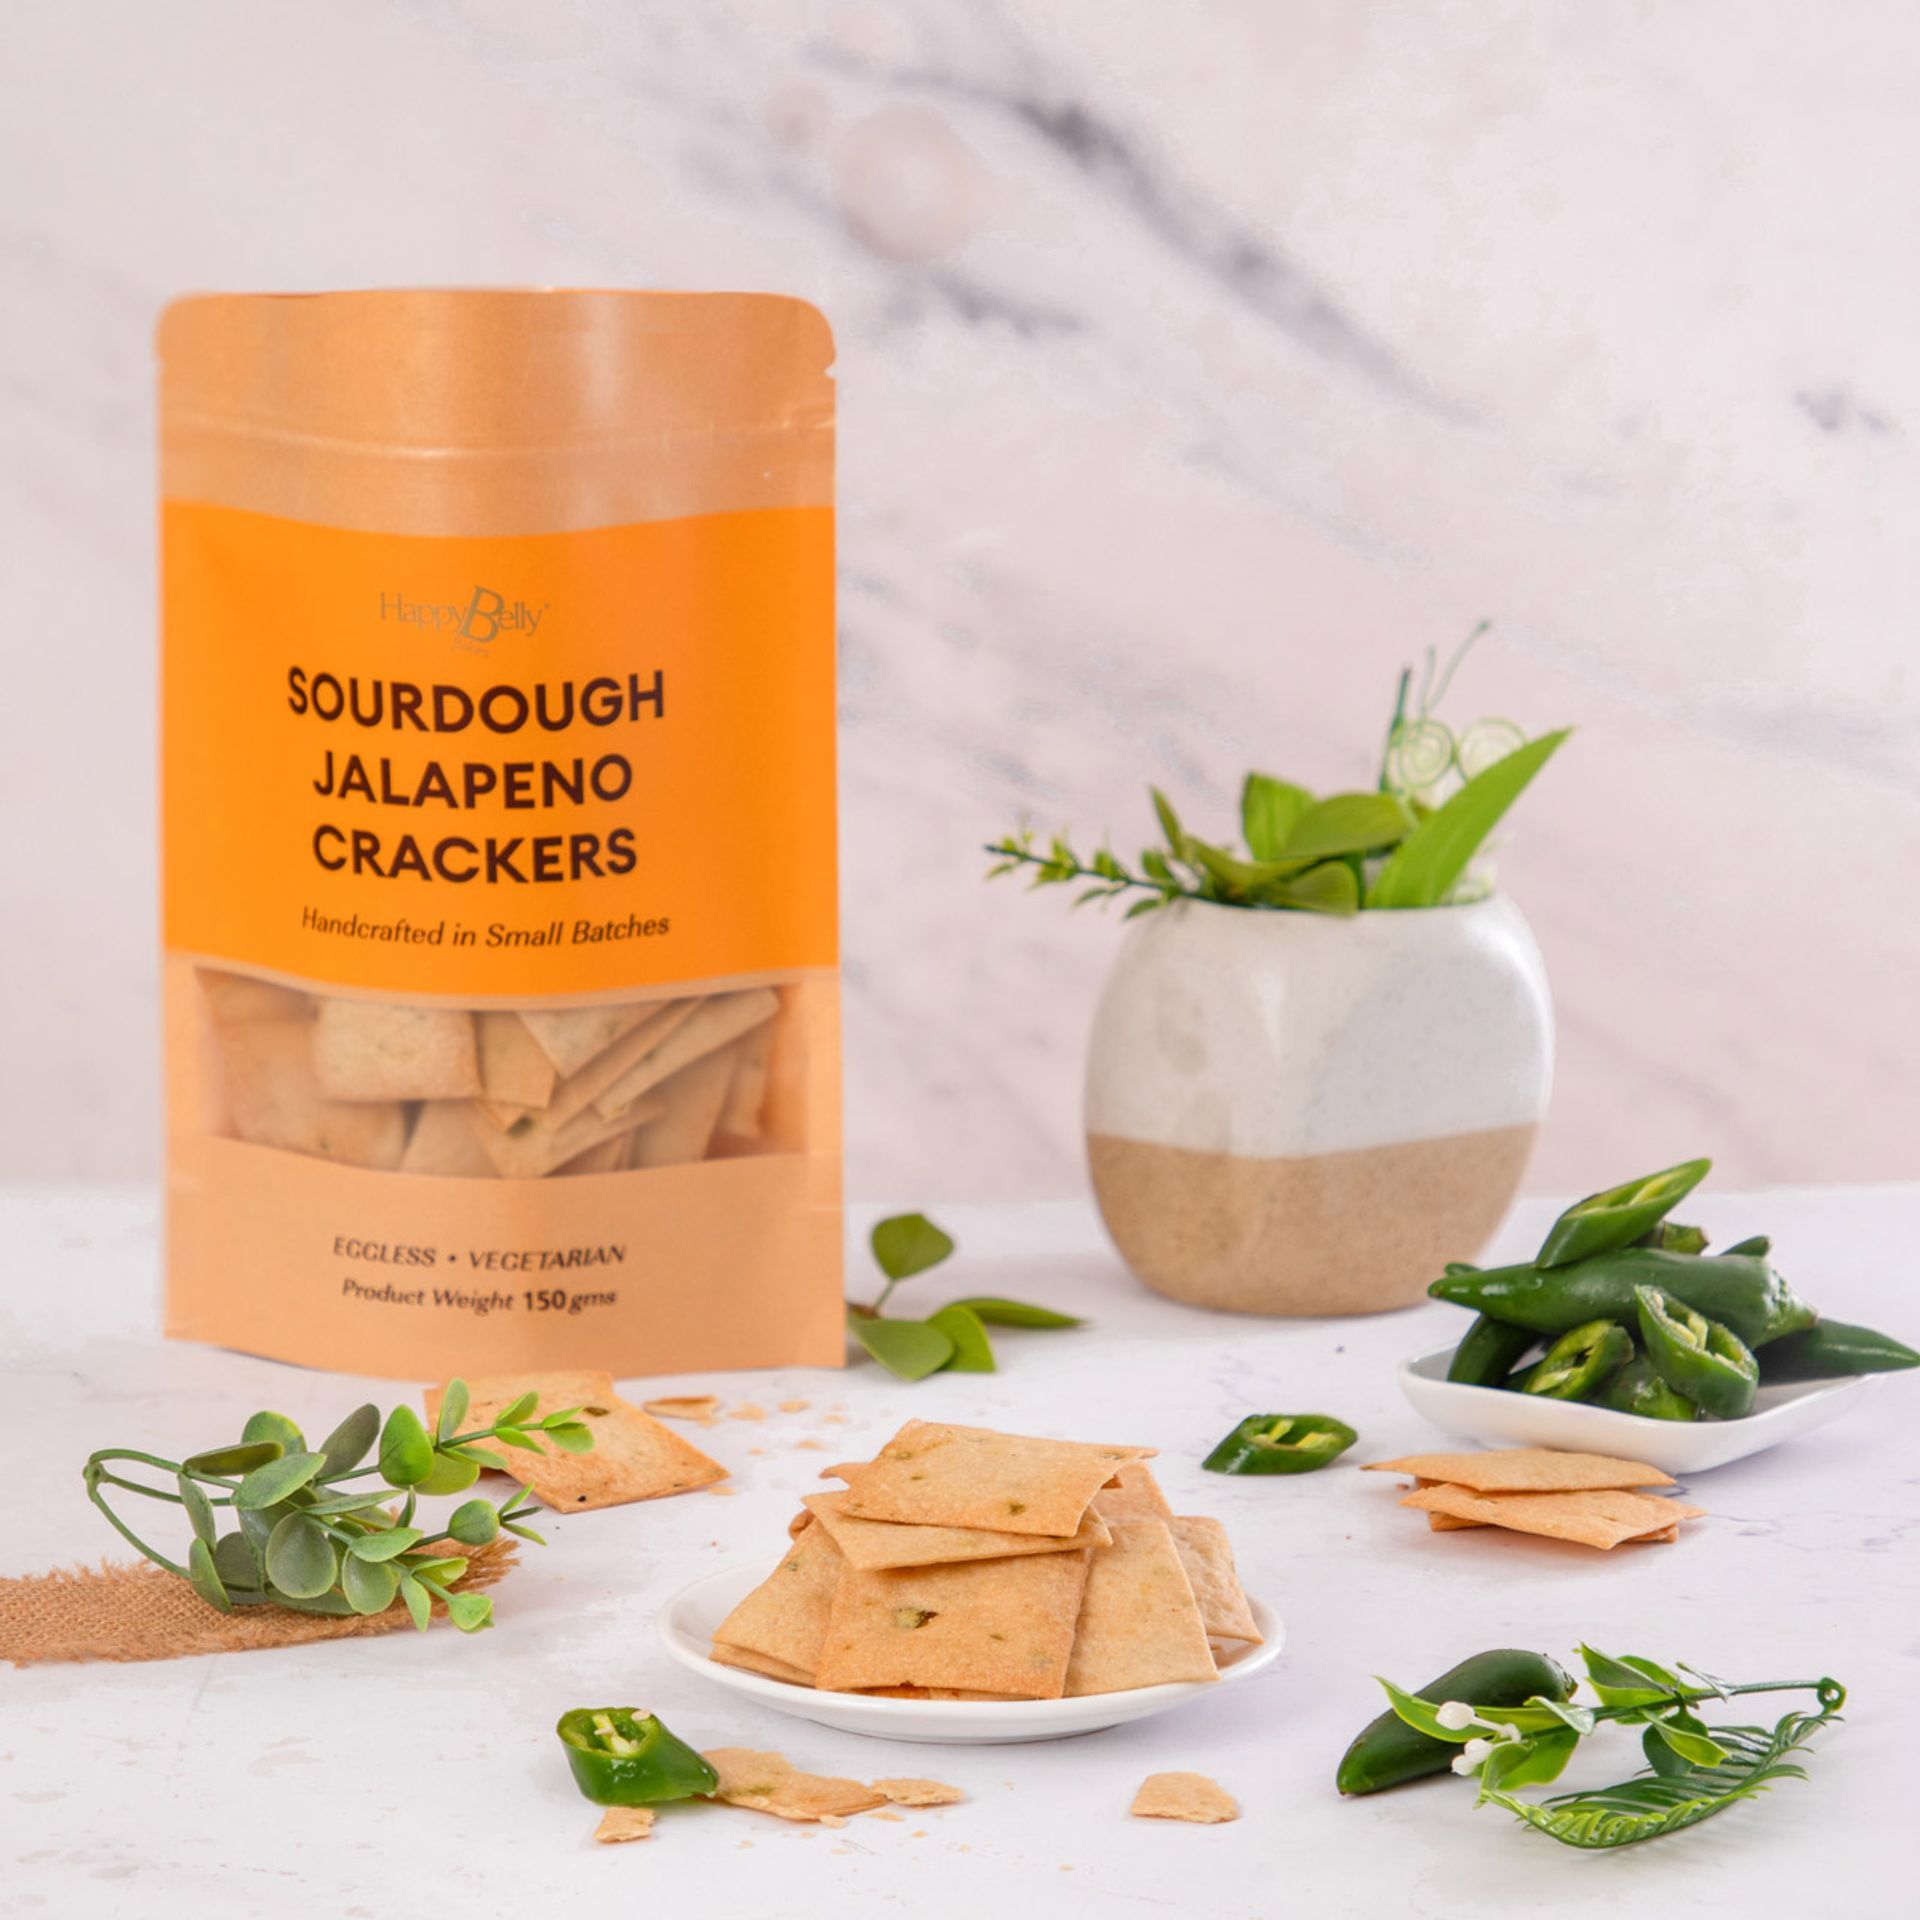 HappyBelly
SOURDOUGH
JALAPENO
CRACKERS
Handcrafted in Small Batches
EGGLESS • VEGETARIAN
Product Weight 150 gms